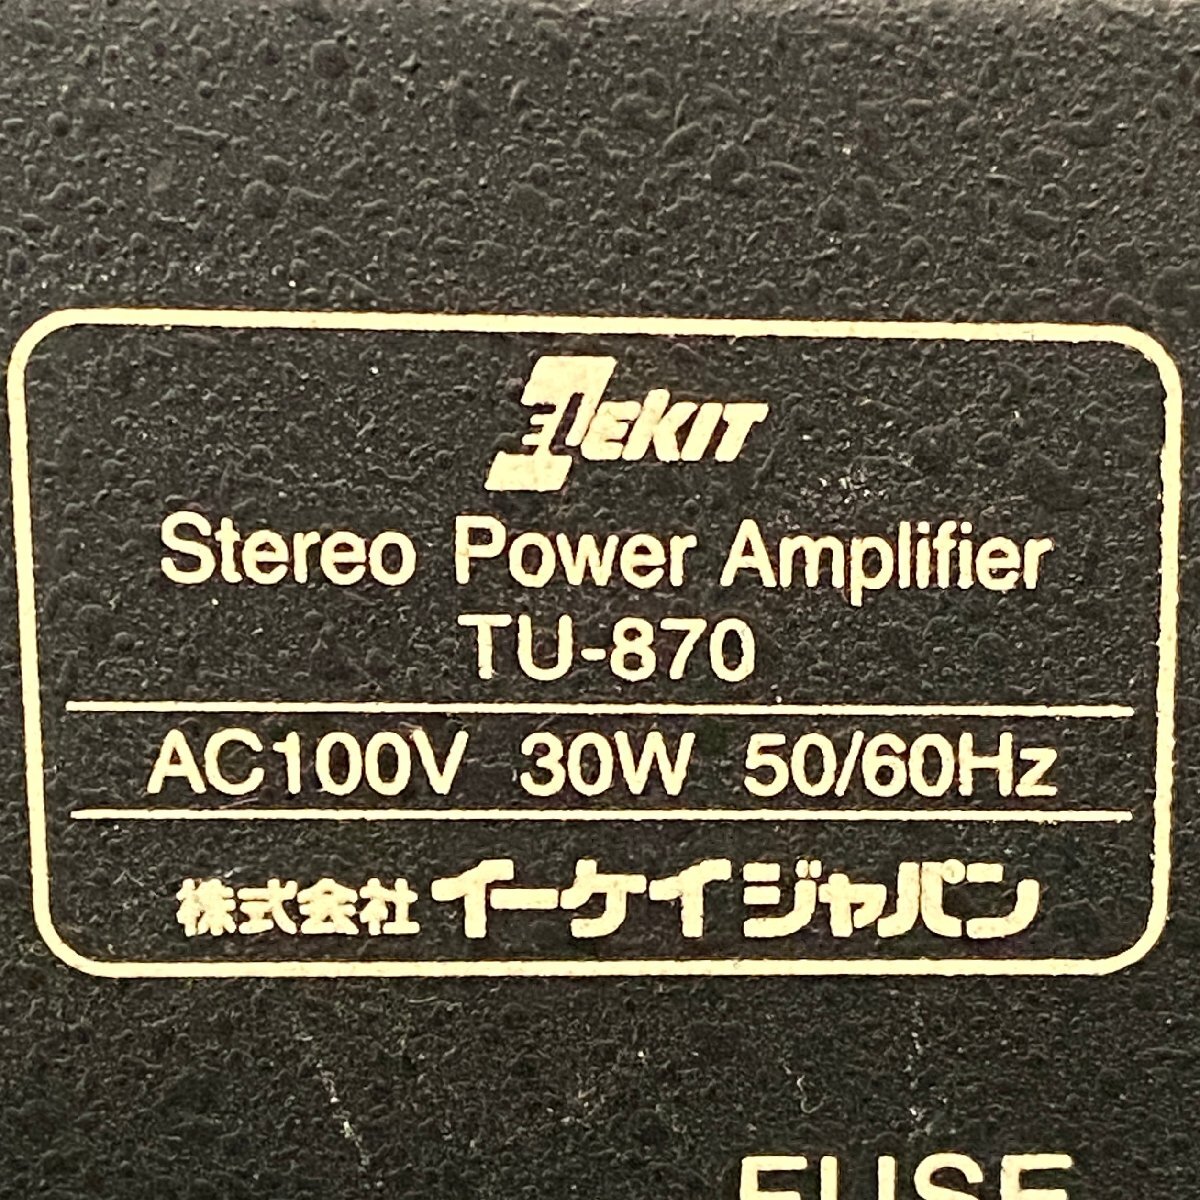 ELEKIT
Stereo Power Amplifier
TU-870
AC100V 30W 50/60Hz
株式会社イーケイジャパン
FUSE